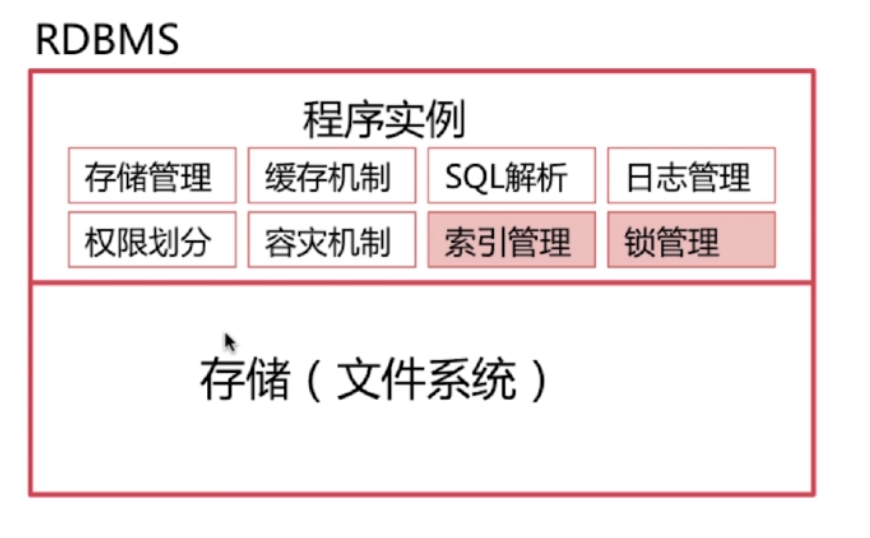 RDBMS
程序实例
存储管理 缓存机制 SQL解析 日志管理
权限划分 容灾机制 索引管理 锁管理
存储（文件系统）